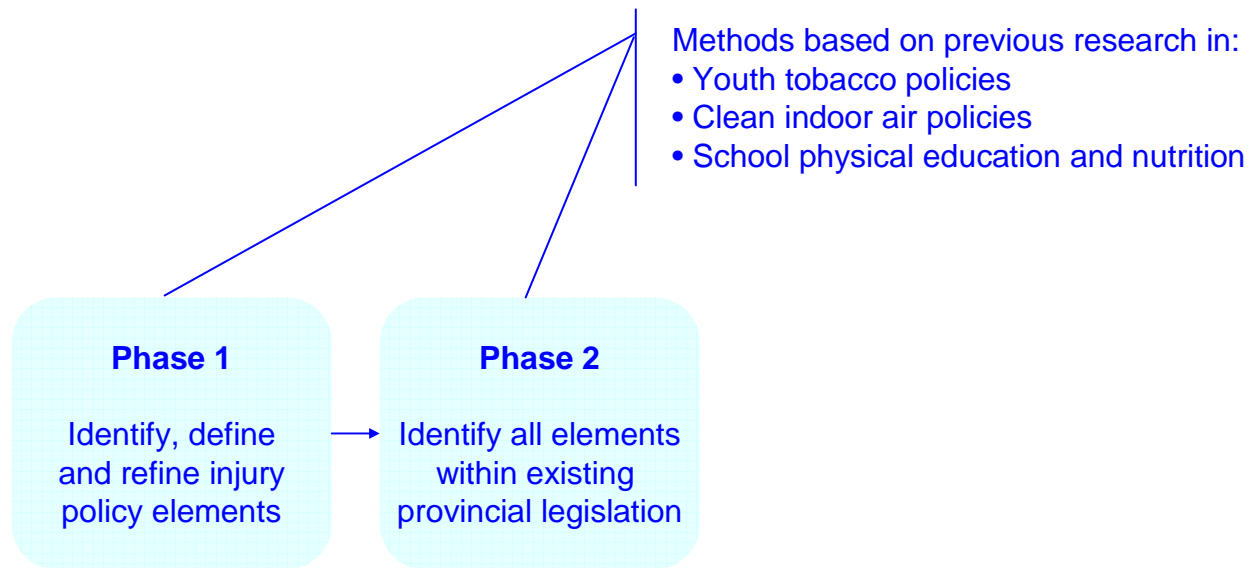 Methods based on previous research in:
• Youth tobacco policies
• Clean indoor air policies
• School physical education and nutrition
Phase 1
Identify, define
and refine injury
policy elements
Phase 2
Identify all elements
within existing
provincial legislation